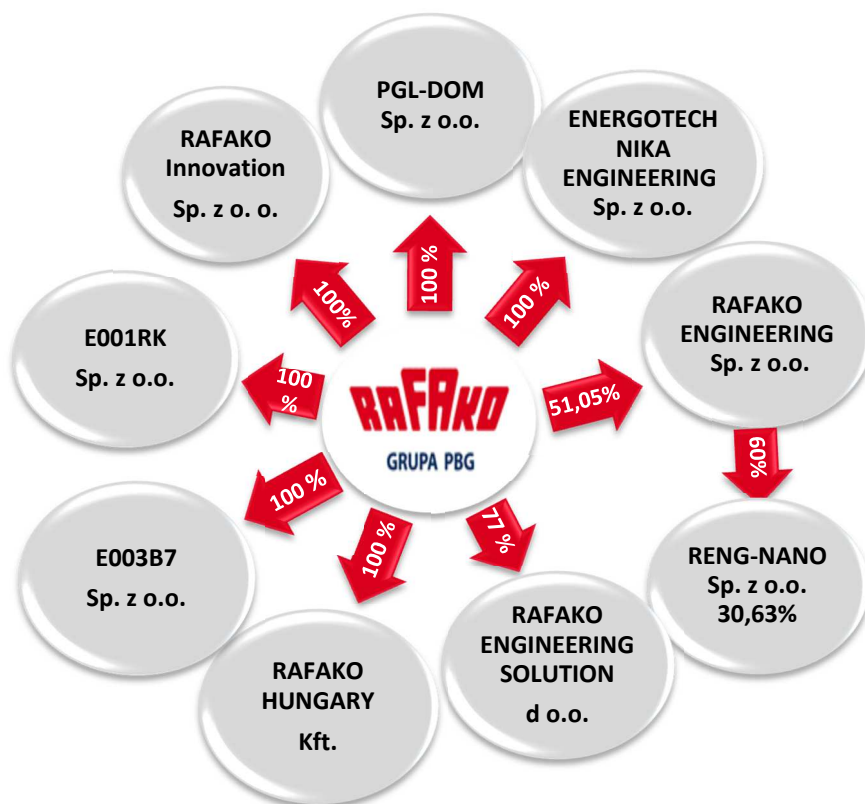 PGL-DOM
Sp. z o.o.
ENERGOTECH
NIKA
ENGINEERING
Sp. z o.o.
RAFAKO
Innovation
Sp. z o. o.
100%
100 %
100 %
RAFAKO
ENGINEERING
Sp. z o.o.
E001RK
Sp. z o.o.
100
%
RAFAKO
GRUPA PBG
51,05%
60%
100 %
77 %
100 %
E003B7
Sp. z o.o.
RENG-NANO
Sp. z o.o.
30,63%
RAFAKO
ENGINEERING
SOLUTION
d o.o.
RAFAKO
HUNGARY
Kft.